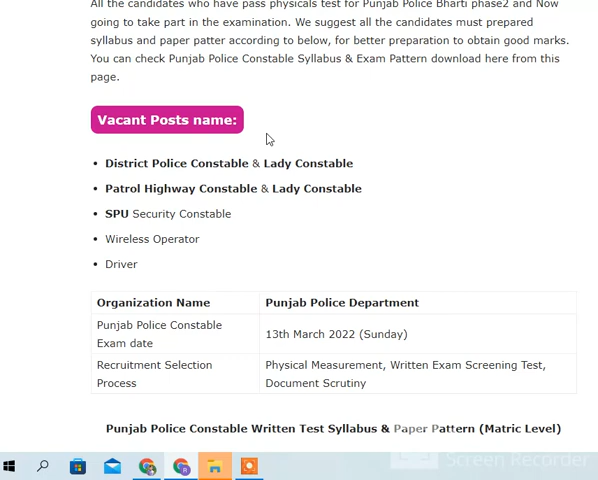 All the candidates who have pass physicals test for Punjab Police Bharti phase2 and Now
going to take part in the examination. We suggest all the candidates must prepared
syllabus and paper patter according to below, for better preparation to obtain good marks.
You can check Punjab Police Constable Syllabus & Exam Pattern download here from this
page.
Vacant Posts name:
• District Police Constable & Lady Constable
• Patrol Highway Constable & Lady Constable
• SPU Security Constable
• Wireless Operator
• Driver
Organization Name Punjab Police Department
Punjab Police Constable
Exam date
13th March 2022 (Sunday)
Recruitment Selection
Process
Physical Measurement, Written Exam Screening Test,
Document Scrutiny
Punjab Police Constable Written Test Syllabus & Paper Pattern (Matric Level)
Screen Recorder